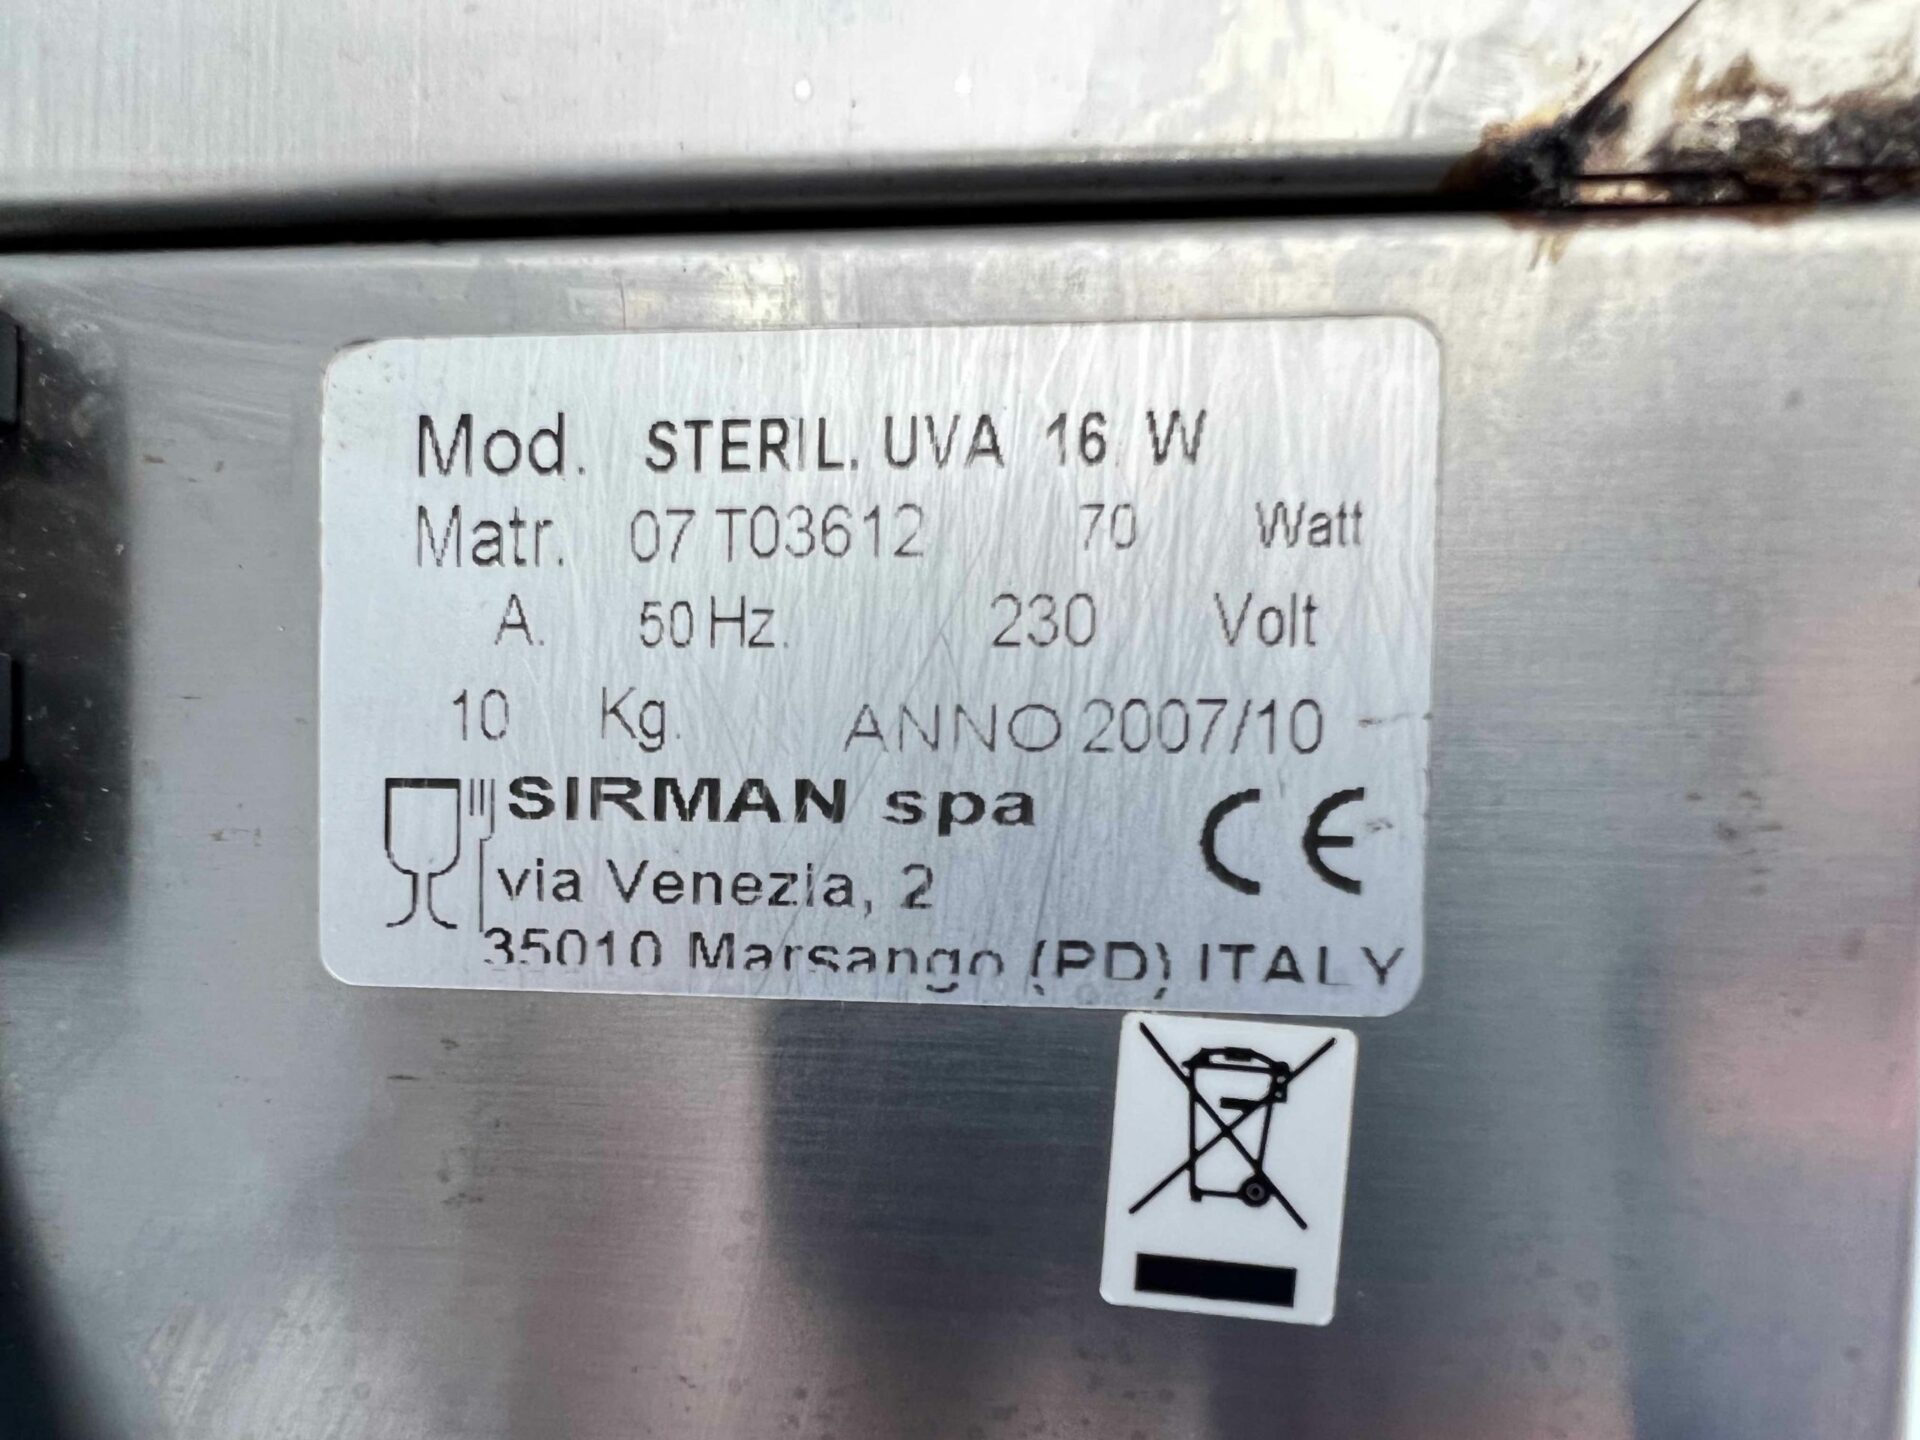 Mod. STERIL. UVA 16 W
Matr. 07 T03612 70 Watt
A. 50 Hz. 230 Volt
10 Kg. ANNO 2007/10
SIRMAN spa
CE
via Venezia, 2
35010 Marsango (PD) ITALY